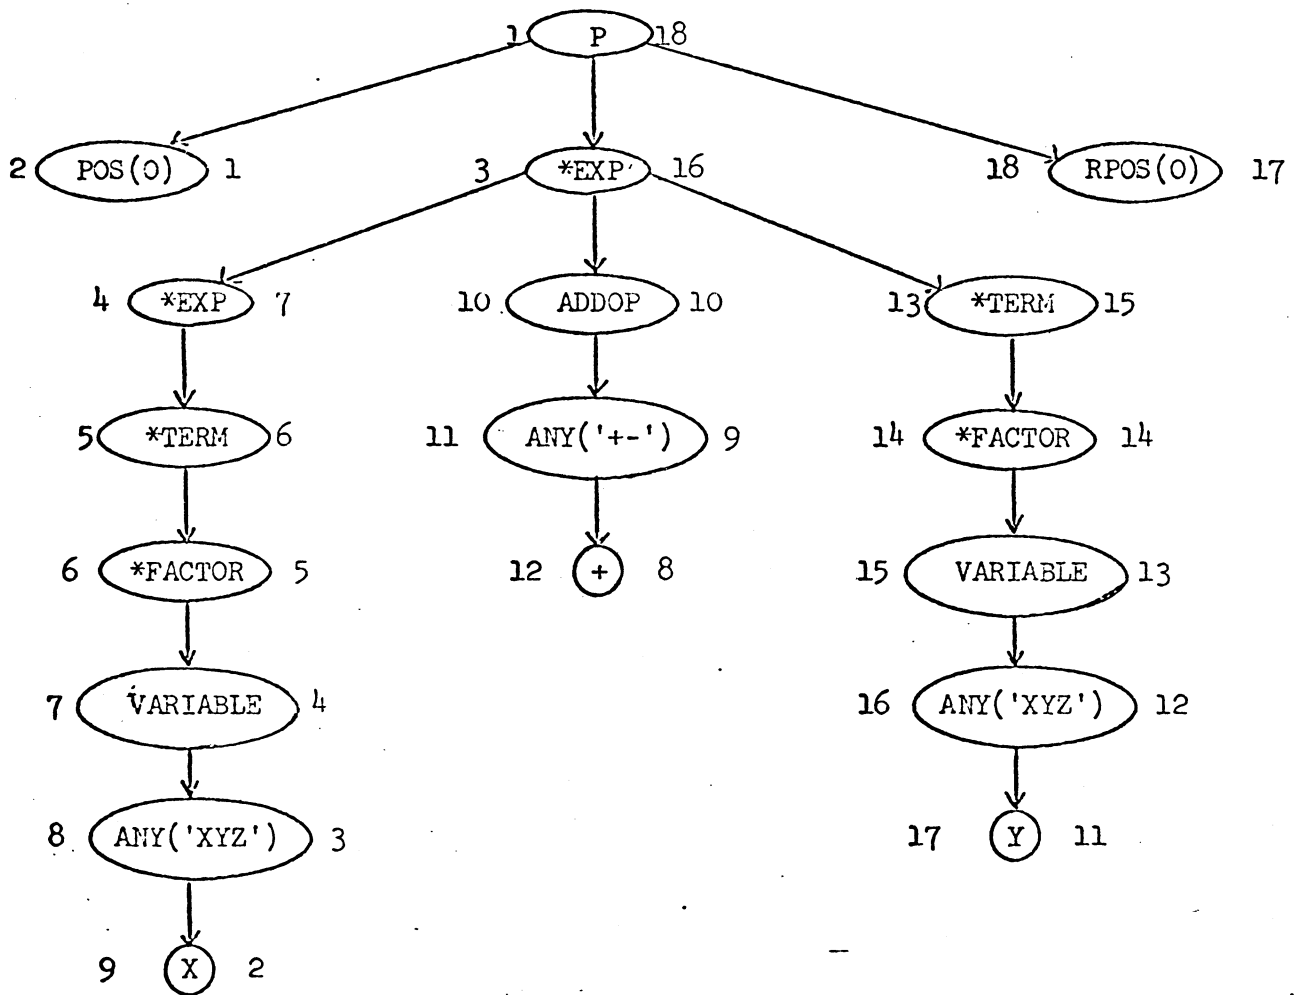 1 P 18
2 POS(0) 1 3 *EXP 16 18 RPOS(0) 17
4 *EXP 7 10 ADDOP 10 13 *TERM 15
5 *TERM 6 11 ANY('+-') 9 14 *FACTOR 14
6 *FACTOR 5 12 + 8 15 VARIABLE 13
7 VARIABLE 4 16 ANY('XYZ') 12
8 ANY('XYZ') 3 17 Y 11
9 X 2